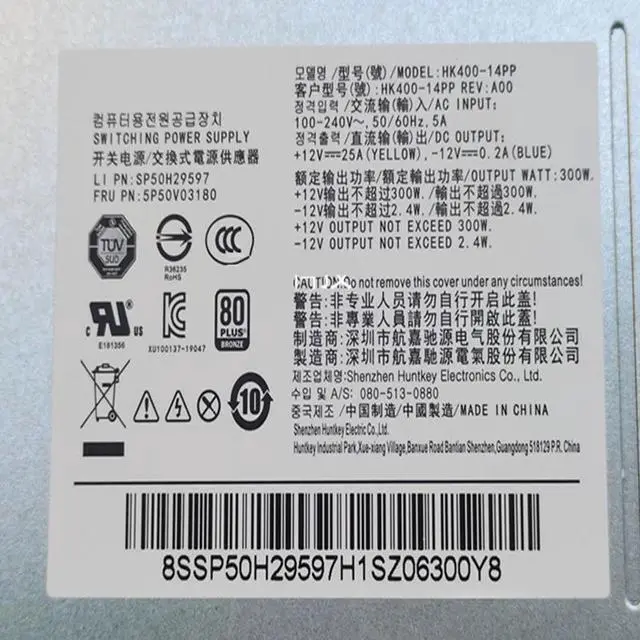 컴퓨터용전원공급장치
SWITCHING POWER SUPPLY
开关电源/交換式電源供應器
LI PN:SP50H29597
FRU PN:5P50V03180
TÜV
SÜD
R36235
RoHS
CCC
c RU us
E181356
KC
XU100137-19047
80
PLUS
BRONZE
10
모델명 /型号(號)/MODEL:HK400-14PP
客户型号(號):HK400-14PP REV:A00
정격입력 /交流输(輸)入/AC INPUT:
100-240V~, 50/60Hz, 5A
정격출력 /直流输(輸)出/DC OUTPUT:
+12V⎓25A(YELLOW), -12V⎓0.2A(BLUE)
额定输出功率/額定輸出功率/OUTPUT WATT:300W.
+12V输出不超过300W. /輸出不超過300W.
-12V输出不超过2.4W. /輸出不超過2.4W.
+12V OUTPUT NOT EXCEED 300W.
-12V OUTPUT NOT EXCEED 2.4W.
CAUTION:Do not remove this cover under any circumstances!
警告:非专业人员请勿自行开启此盖!
警告:非專業人員請勿自行開啟此蓋!
制造商:深圳市航嘉驰源电气股份有限公司
製造商:深圳市航嘉馳源電氣股份有限公司
제조업체명:Shenzhen Huntkey Electronics Co., Ltd.
수입 및 A/S: 080-513-0880
중국제조 /中国制造/中國製造/MADE IN CHINA
Shenzhen Huntkey Electric Co., Ltd.
Huntkey Industrial Park,Xue-xiang Village,Banxue Road Bantian Shenzhen,Guangdong 518129 P.R. China
8SSP50H29597H1SZ06300Y8